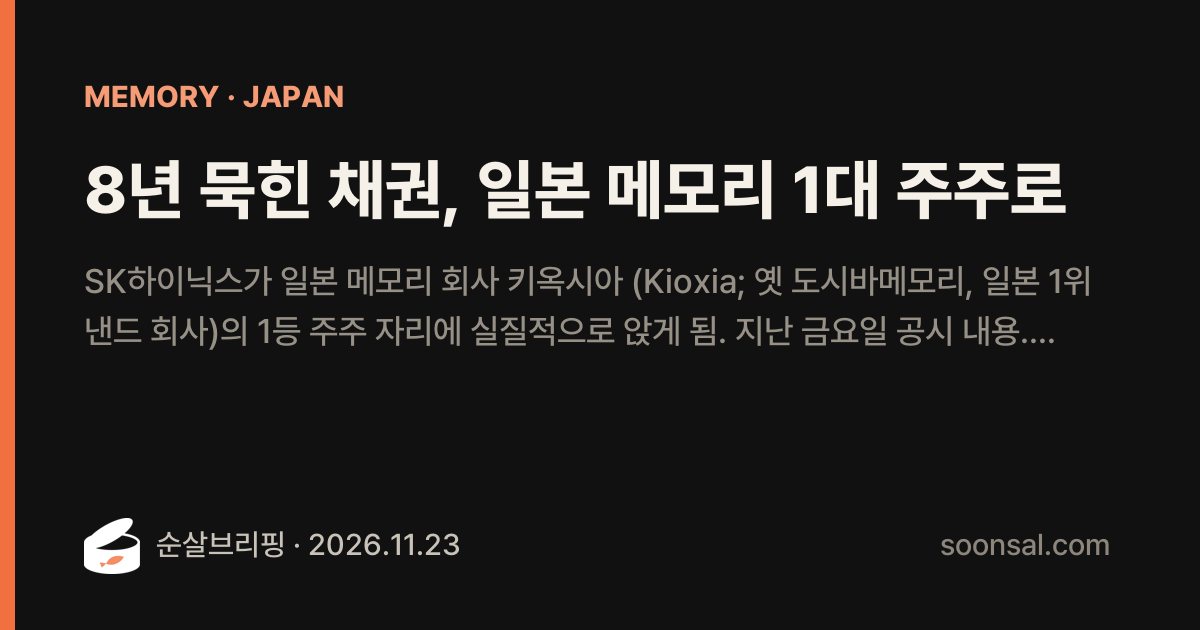 MEMORY · JAPAN
8년 묵힌 채권, 일본 메모리 1대 주주로
SK하이닉스가 일본 메모리 회사 키옥시아 (Kioxia; 옛 도시바메모리, 일본 1위
낸드 회사)의 1등 주주 자리에 실질적으로 앉게 됨. 지난 금요일 공시 내용....
순살브리핑 · 2026.11.23
soonsal.com